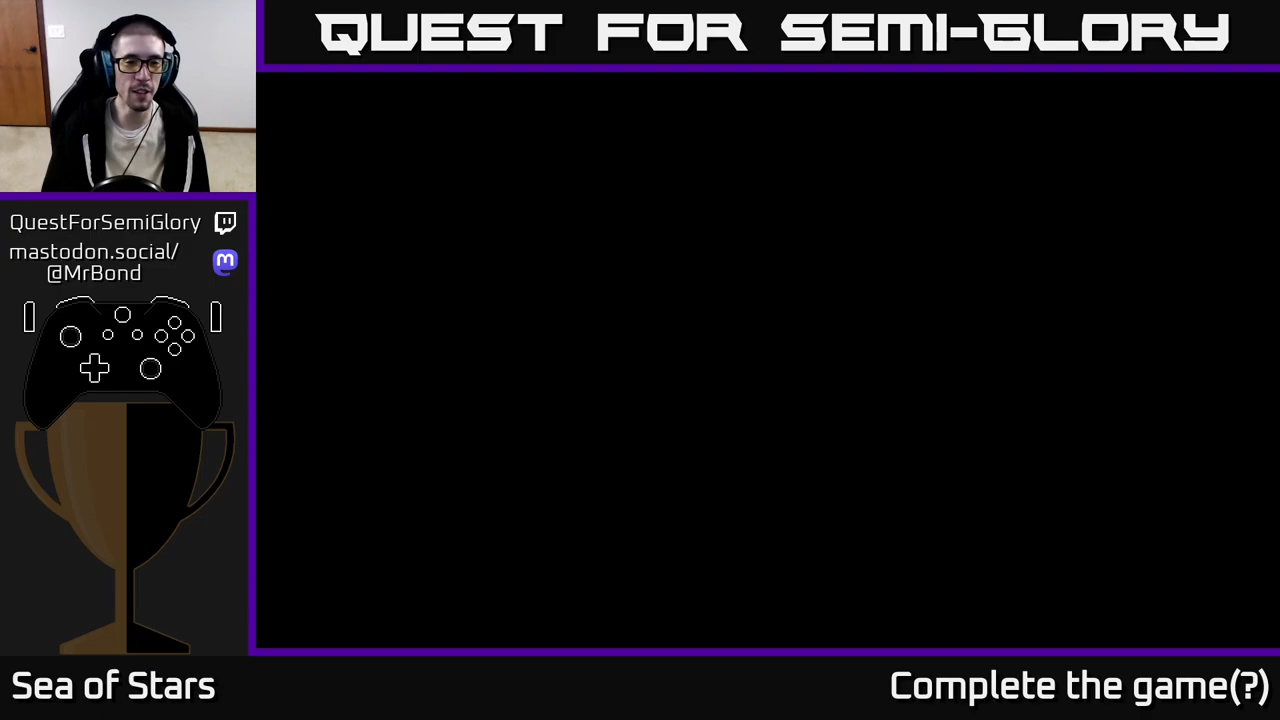 QUEST FOR SEMI-GLORY
QuestForSemiGlory
mastodon.social/
@MrBond
Sea of Stars
Complete the game(?)